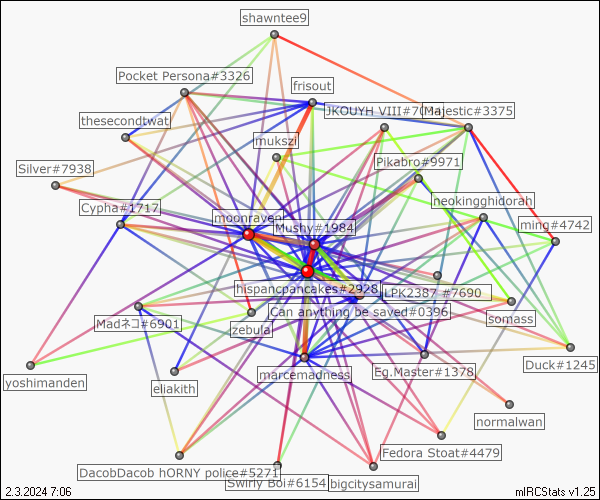 shawntee9
Pocket Persona#3326
frisout
JKOUYH VIII#70
Majestic#3375
thesecondtwat
mukszi
Pikabro#9971
Silver#7938
Cypha#1717
neokingghidorah
moonraven
Mushy#1984
ming#4742
hispancpancakes#2928
LPK2387 #7690
Madネコ#6901
zebula
Can anything be saved#0396
somass
yoshimanden
eliakith
marcemadness
Eg.Master#1378
Duck#1245
normalwan
Fedora Stoat#4479
DacobDacob hORNY police#5271
Swirly Boi#6154
bigcitysamurai
2.3.2024 7:06
mIRCStats v1.25